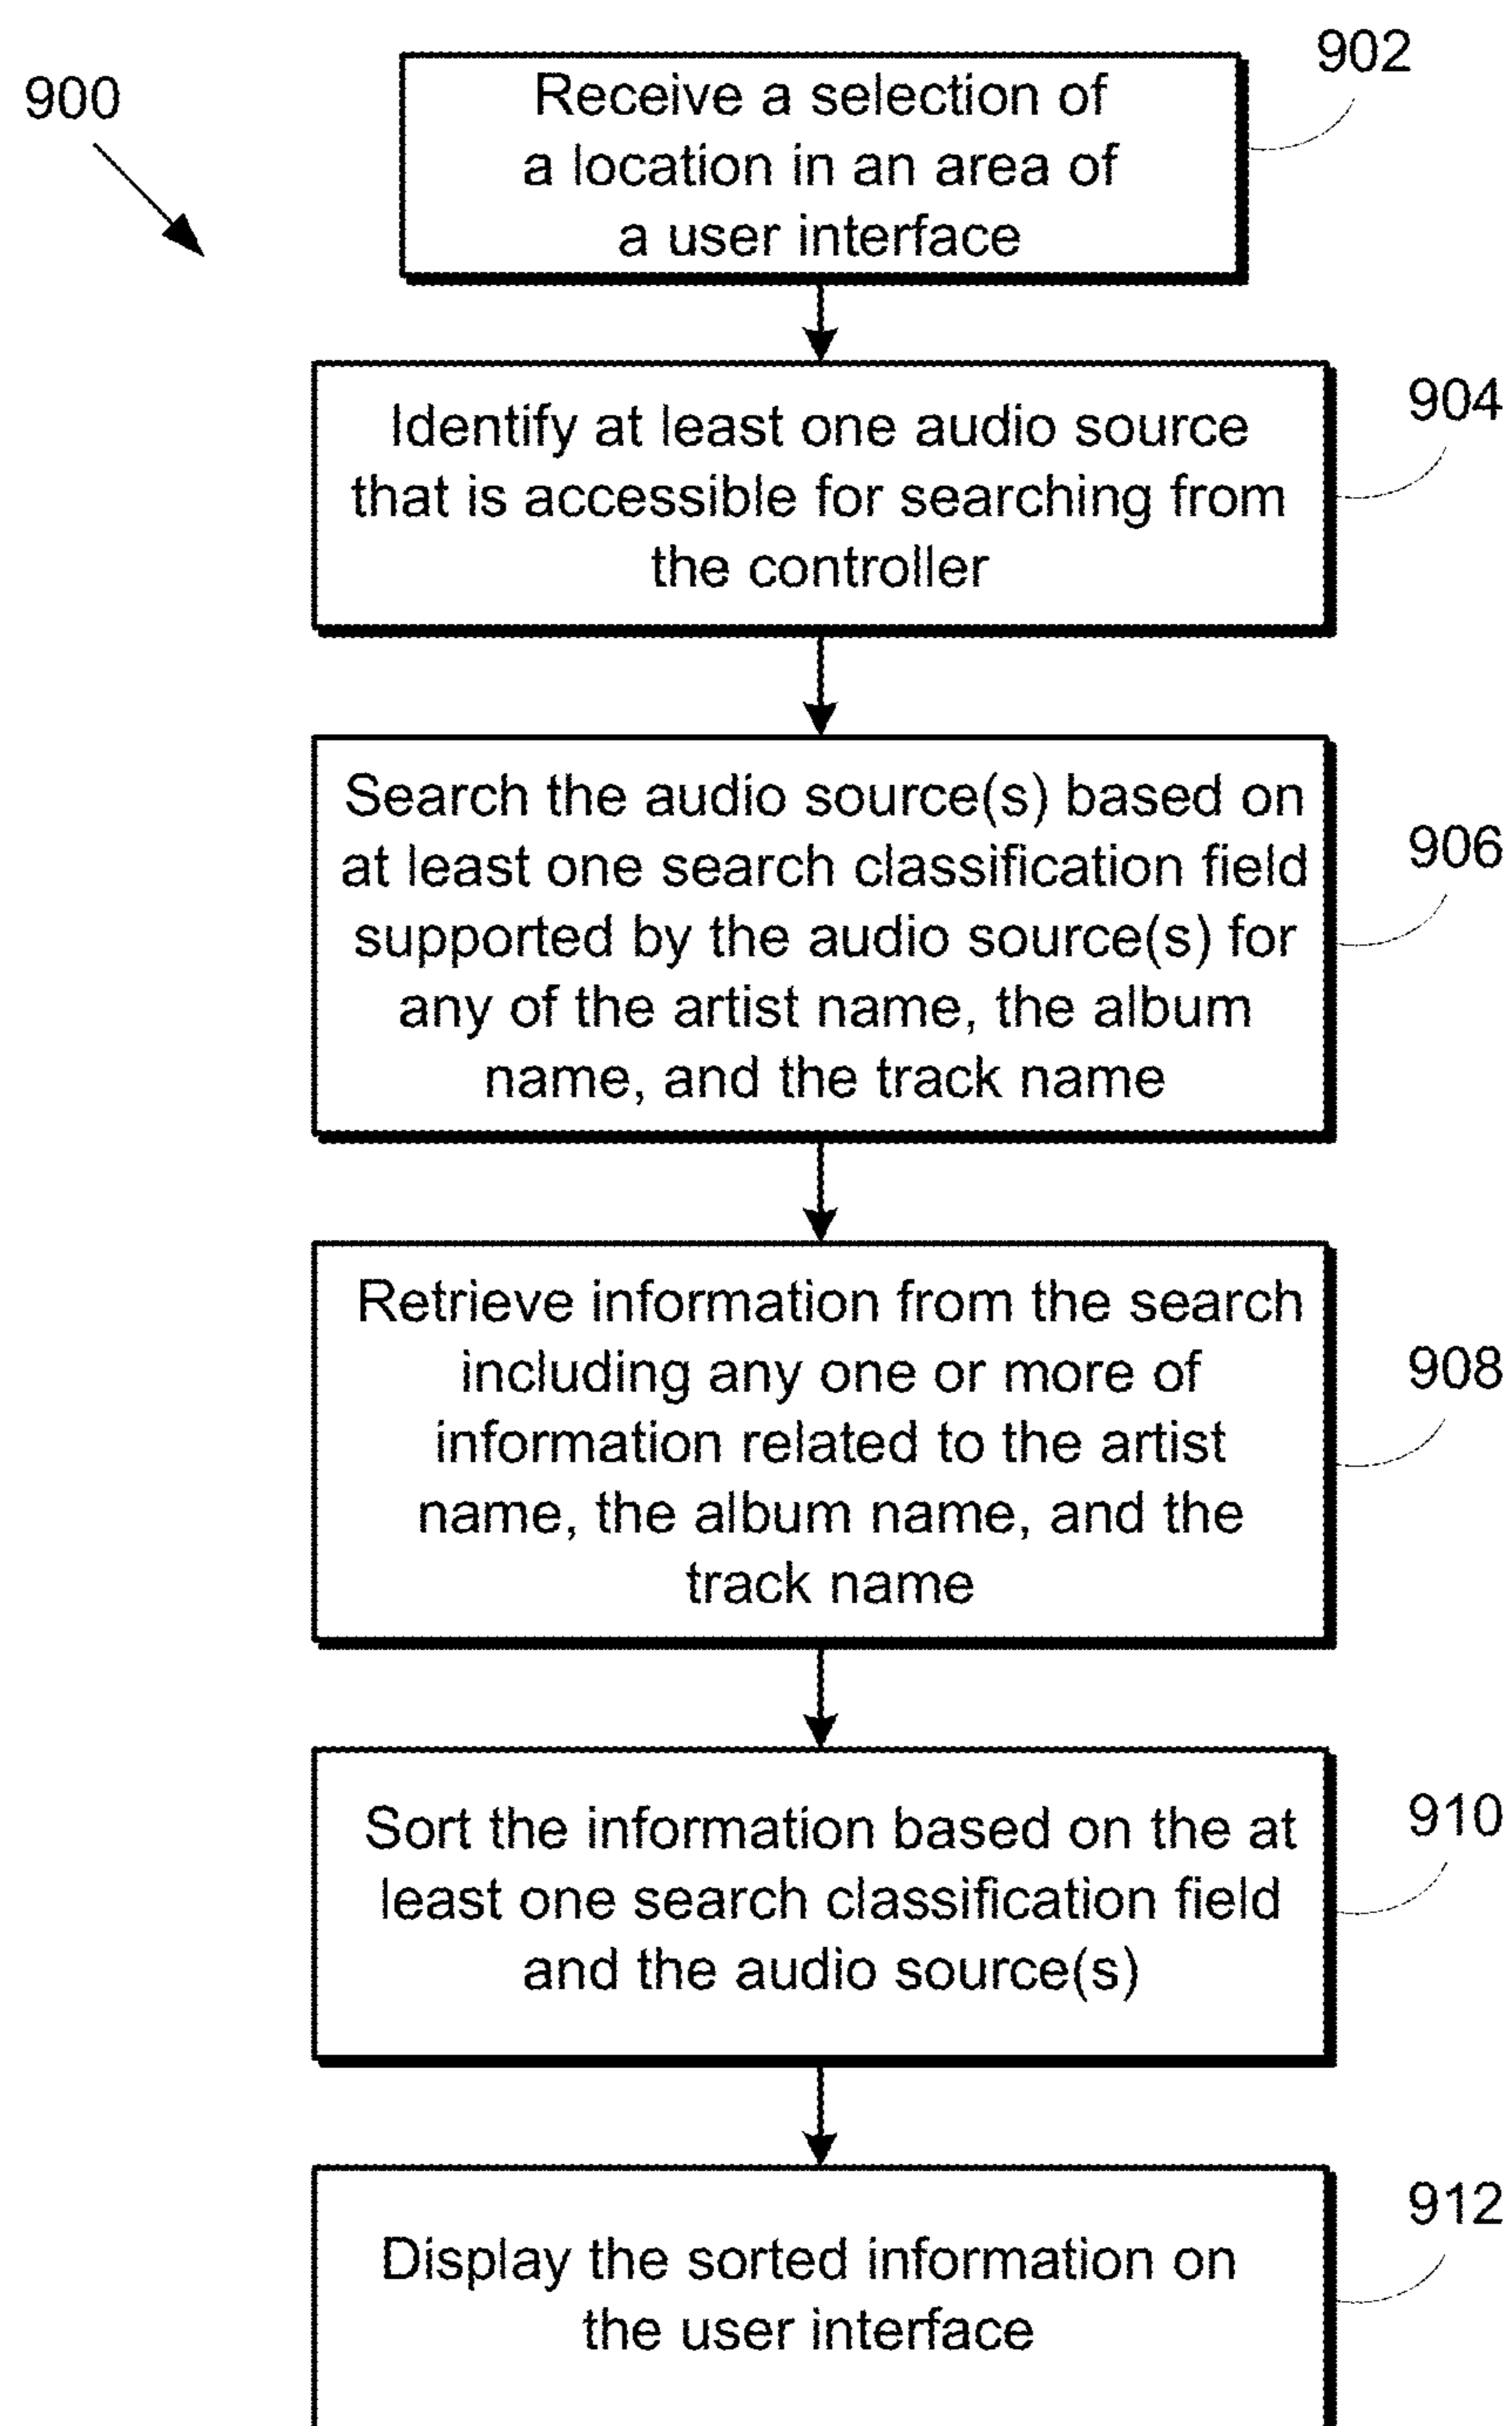 900
902
Receive a selection of
a location in an area of
a user interface
904
Identify at least one audio source
that is accessible for searching from
the controller
906
Search the audio source(s) based on
at least one search classification field
supported by the audio source(s) for
any of the artist name, the album
name, and the track name
908
Retrieve information from the search
including any one or more of
information related to the artist
name, the album name, and the
track name
910
Sort the information based on the at
least one search classification field
and the audio source(s)
912
Display the sorted information on
the user interface